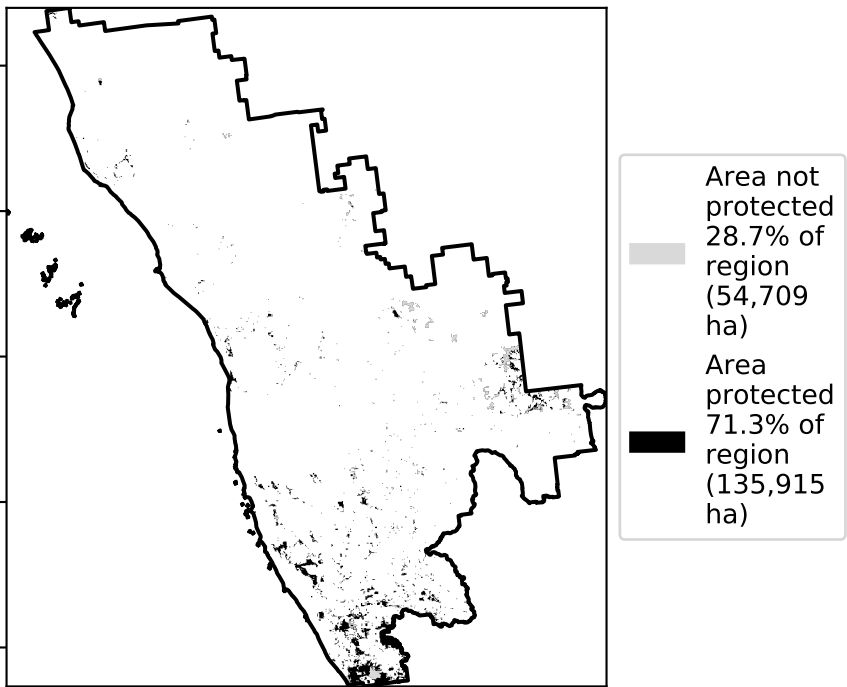 Area not
protected
28.7% of
region
(54,709
ha)
Area
protected
71.3% of
region
(135,915
ha)